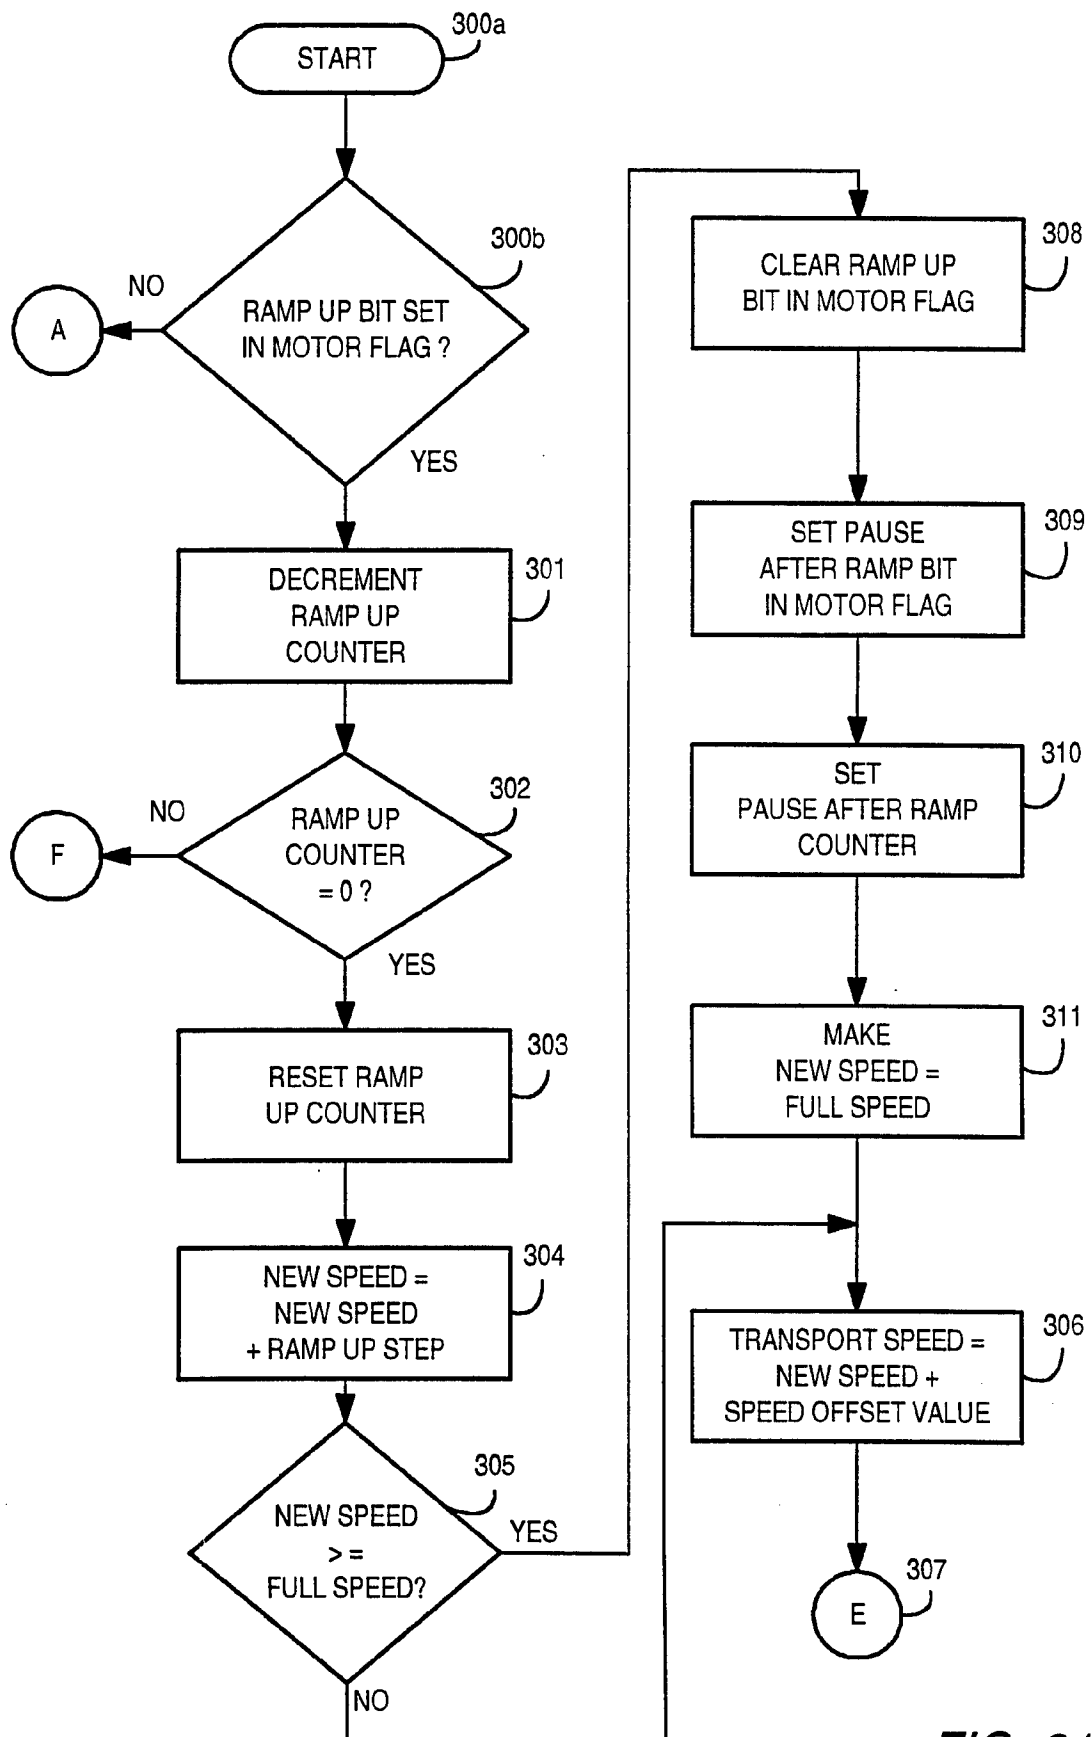 START
300a
RAMP UP BIT SET
IN MOTOR FLAG ?
300b
NO
A
YES
DECREMENT
RAMP UP
COUNTER
301
RAMP UP
COUNTER
= 0 ?
302
NO
F
YES
RESET RAMP
UP COUNTER
303
NEW SPEED =
NEW SPEED
+ RAMP UP STEP
304
NEW SPEED
> =
FULL SPEED?
305
YES
NO
CLEAR RAMP UP
BIT IN MOTOR FLAG
308
SET PAUSE
AFTER RAMP BIT
IN MOTOR FLAG
309
SET
PAUSE AFTER RAMP
COUNTER
310
MAKE
NEW SPEED =
FULL SPEED
311
TRANSPORT SPEED =
NEW SPEED +
SPEED OFFSET VALUE
306
E
307